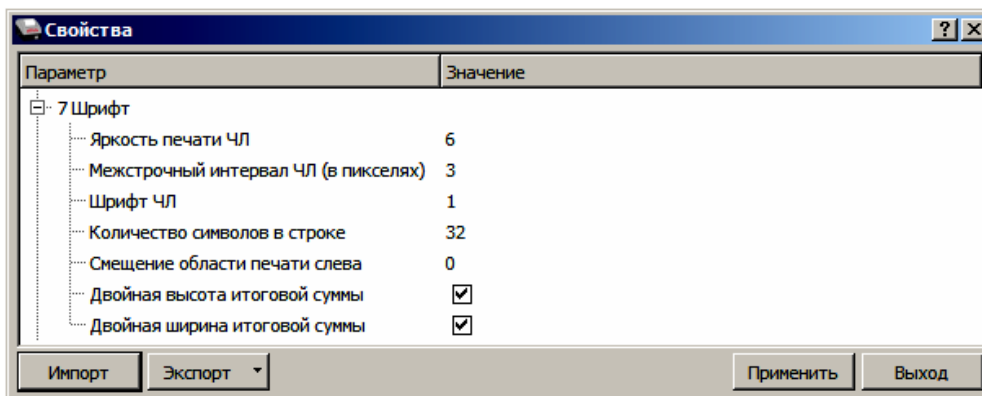 Свойства
Параметр Значение
7 Шрифт
Яркость печати ЧЛ 6
Межстрочный интервал ЧЛ (в пикселях) 3
Шрифт ЧЛ 1
Количество символов в строке 32
Смещение области печати слева 0
Двойная высота итоговой суммы
Двойная ширина итоговой суммы
Импорт Экспорт Применить Выход